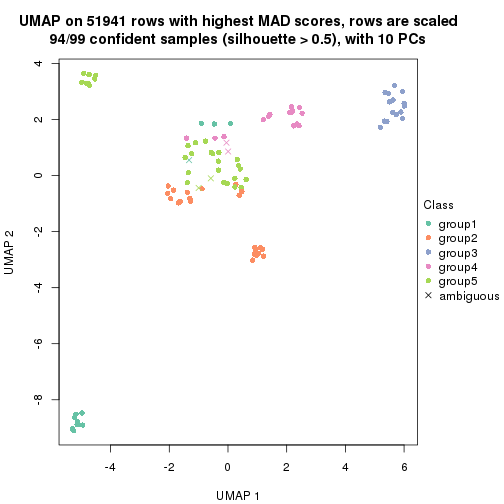 UMAP on 51941 rows with highest MAD scores, rows are scaled
94/99 confident samples (silhouette > 0.5), with 10 PCs
4
2
0
-2
-4
-6
-8
UMAP 2
-4
-2
0
2
4
6
UMAP 1
Class
group1
group2
group3
group4
group5
ambiguous